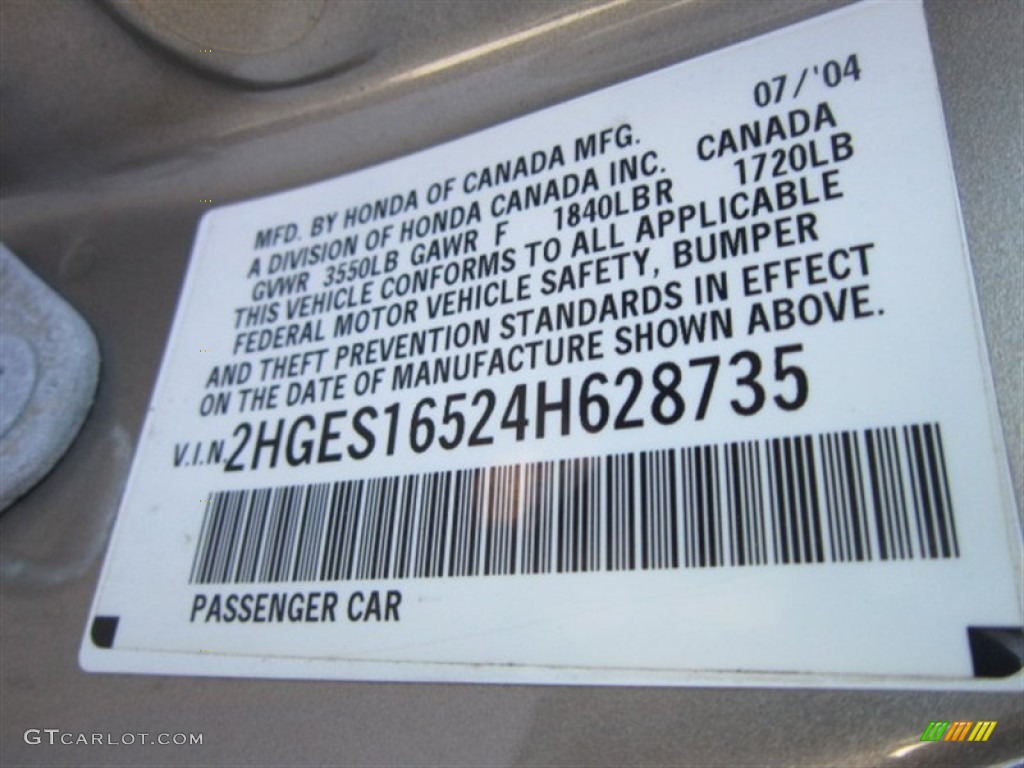 07/'04
MFD. BY HONDA OF CANADA MFG.
A DIVISION OF HONDA CANADA INC. CANADA
GVWR 3550LB GAWR F 1840LBR 1720LB
THIS VEHICLE CONFORMS TO ALL APPLICABLE
FEDERAL MOTOR VEHICLE SAFETY, BUMPER
AND THEFT PREVENTION STANDARDS IN EFFECT
ON THE DATE OF MANUFACTURE SHOWN ABOVE.
V.I.N. 2HGES16524H628735
PASSENGER CAR
GTCARLOT.COM